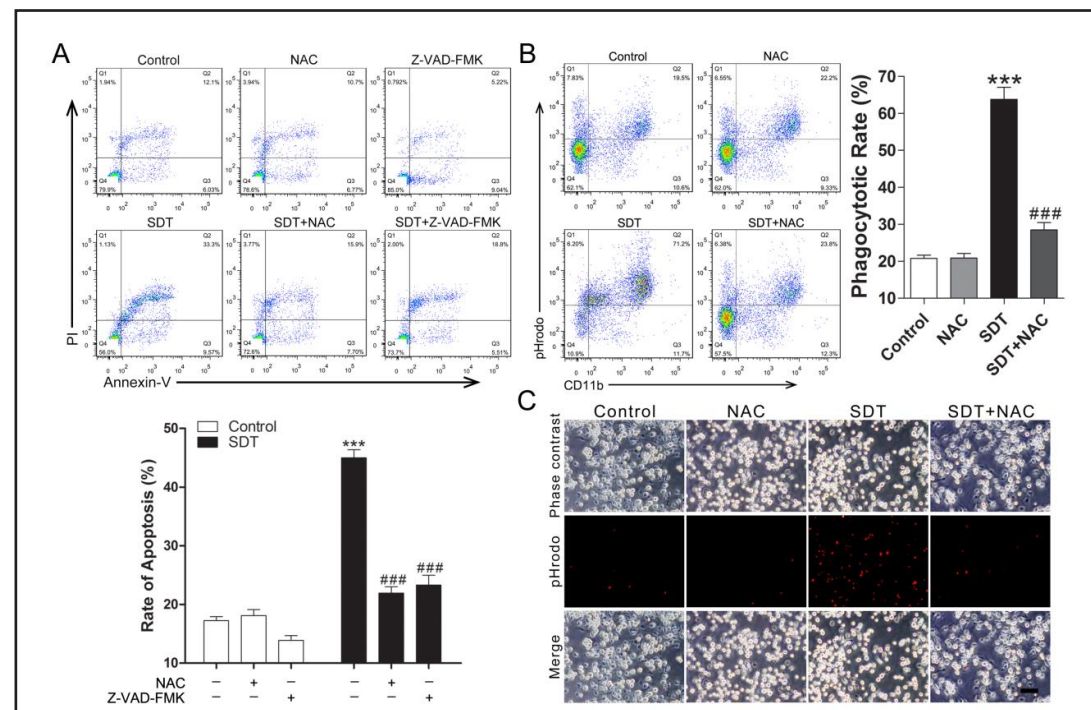 A
Control
NAC
Z-VAD-FMK
Q1
1.94%
Q2
12.1%
Q4
79.9%
Q3
6.03%
Q1
3.94%
Q2
10.7%
Q4
78.6%
Q3
6.77%
Q1
0.792%
Q2
5.22%
Q4
85.0%
Q3
9.04%
SDT
SDT+NAC
SDT+Z-VAD-FMK
Q1
1.13%
Q2
33.3%
Q4
56.0%
Q3
9.57%
Q1
3.77%
Q2
15.9%
Q4
72.6%
Q3
7.70%
Q1
2.00%
Q2
18.8%
Q4
73.7%
Q3
5.51%
PI
Annexin-V
Rate of Apoptosis (%)
50
40
30
20
10
Control
SDT
***
###
###
NAC – + – – + –
Z-VAD-FMK – – + – – +
B
Control
NAC
Q1
7.83%
Q2
19.5%
Q4
62.1%
Q3
10.6%
Q1
6.55%
Q2
22.2%
Q4
62.0%
Q3
9.33%
SDT
SDT+NAC
Q1
6.20%
Q2
71.2%
Q4
10.9%
Q3
11.7%
Q1
6.38%
Q2
23.8%
Q4
57.5%
Q3
12.3%
pHrodo
CD11b
Phagocytotic Rate (%)
70
60
50
40
30
20
10
***
###
Control
NAC
SDT
SDT+NAC
C
Control
NAC
SDT
SDT+NAC
Phase contrast
pHrodo
Merge